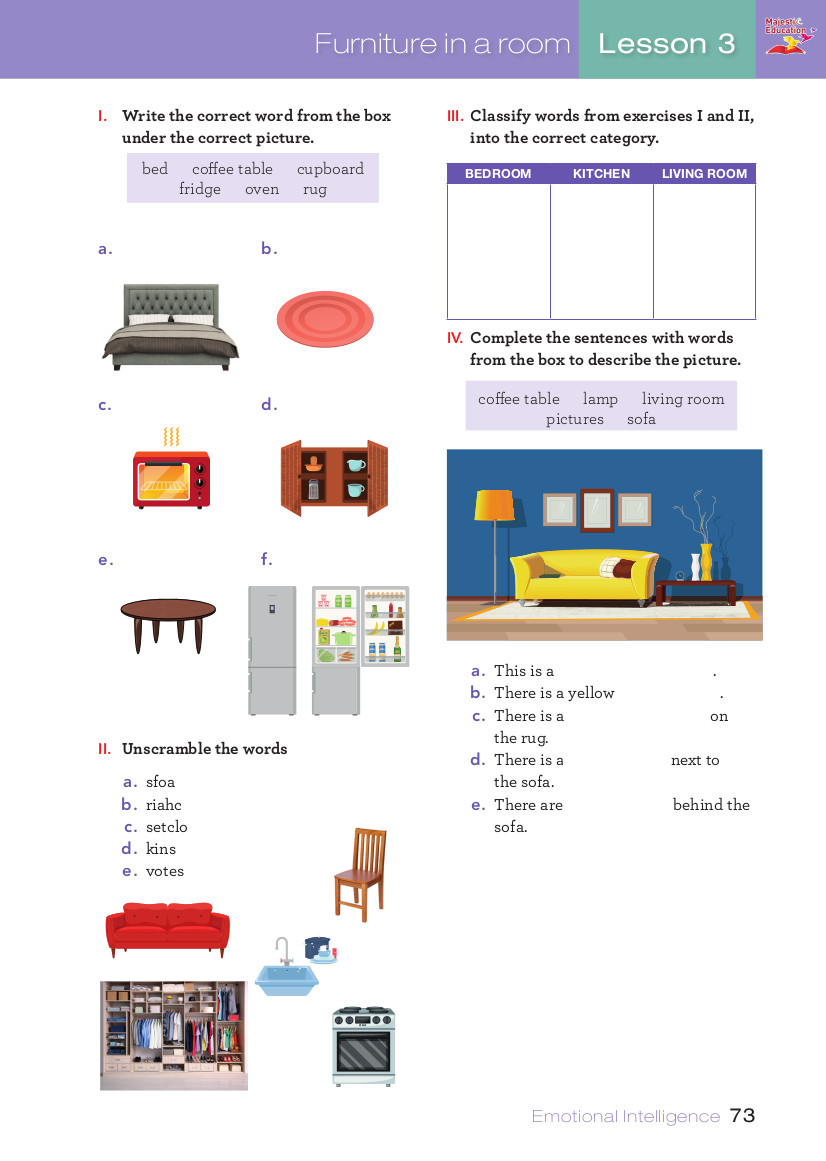 Furniture in a room Lesson 3
Majestic
Education
I. Write the correct word from the box
under the correct picture.
bed coffee table cupboard
fridge oven rug
a. b.
c. d.
e. f.
II. Unscramble the words
a. sfoa
b. riahc
c. setclo
d. kins
e. votes
III. Classify words from exercises I and II,
into the correct category.
BEDROOM KITCHEN LIVING ROOM
IV. Complete the sentences with words
from the box to describe the picture.
coffee table lamp living room
pictures sofa
a. This is a .
b. There is a yellow .
c. There is a on
the rug.
d. There is a next to
the sofa.
e. There are behind the
sofa.
Emotional Intelligence 73